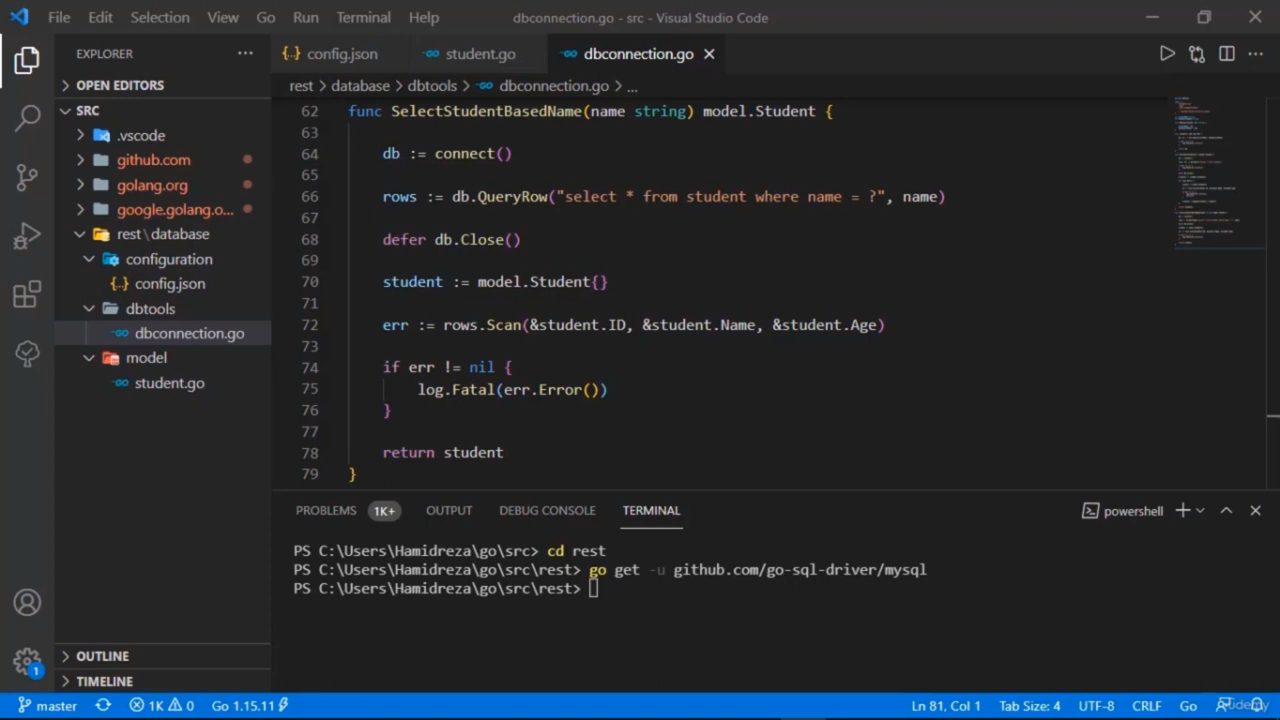 File Edit Selection View Go Run Terminal Help dbconnection.go - src - Visual Studio Code
EXPLORER ... {..} config.json student.go dbconnection.go
rest > database > dbtools > dbconnection.go > ...
OPEN EDITORS
SRC
.vscode
github.com
golang.org
google.golang.o...
rest\database
configuration
{..} config.json
dbtools
dbconnection.go
model
student.go
OUTLINE
TIMELINE
62 func SelectStudentBasedName(name string) model.Student {
63
64 db := connect()
65
66 rows := db.QueryRow("select * from student where name = ?", name)
67
68 defer db.Close()
69
70 student := model.Student{}
71
72 err := rows.Scan(&student.ID, &student.Name, &student.Age)
73
74 if err != nil {
75 log.Fatal(err.Error())
76 }
77
78 return student
79 }
PROBLEMS 1K+ OUTPUT DEBUG CONSOLE TERMINAL powershell
PS C:\Users\Hamidreza\go\src> cd rest
PS C:\Users\Hamidreza\go\src\rest> go get -u github.com/go-sql-driver/mysql
PS C:\Users\Hamidreza\go\src\rest>
1
master 1K 0 Go 1.15.11 Ln 81, Col 1 Tab Size: 4 UTF-8 CRLF Go